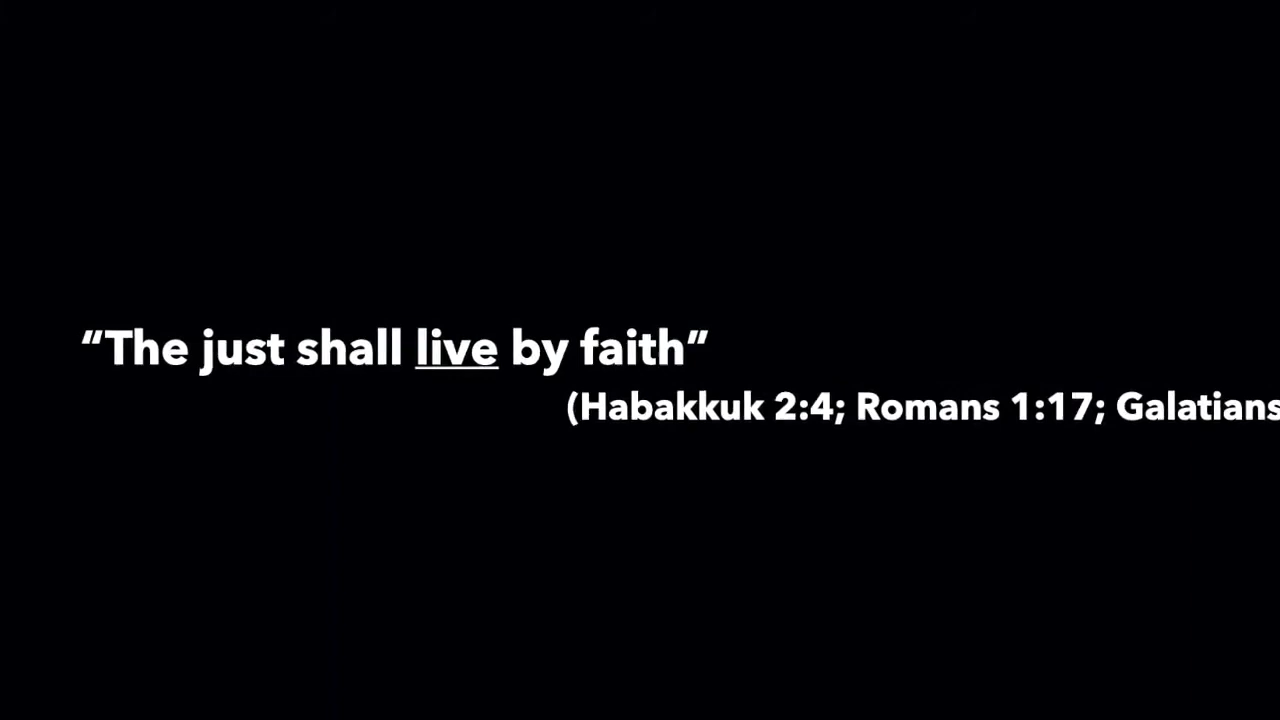 “The just shall live by faith”
(Habakkuk 2:4; Romans 1:17; Galatians